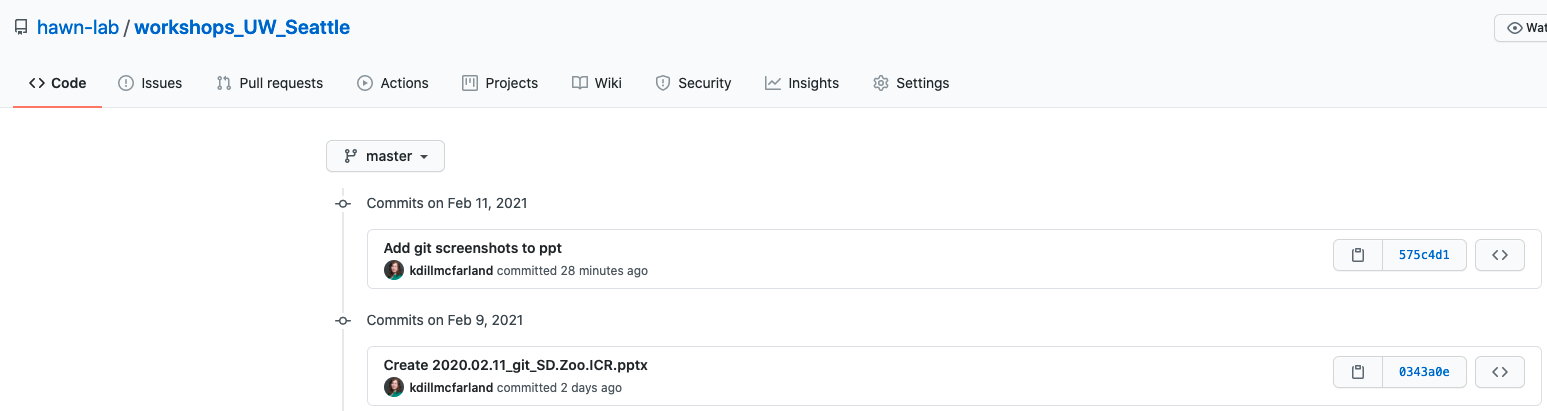 hawn-lab / workshops_UW_Seattle
Wat
Code Issues Pull requests Actions Projects Wiki Security Insights Settings
master
Commits on Feb 11, 2021
Add git screenshots to ppt
575c4d1
kdillmcfarland committed 28 minutes ago
Commits on Feb 9, 2021
Create 2020.02.11_git_SD.Zoo.ICR.pptx
0343a0e
kdillmcfarland committed 2 days ago